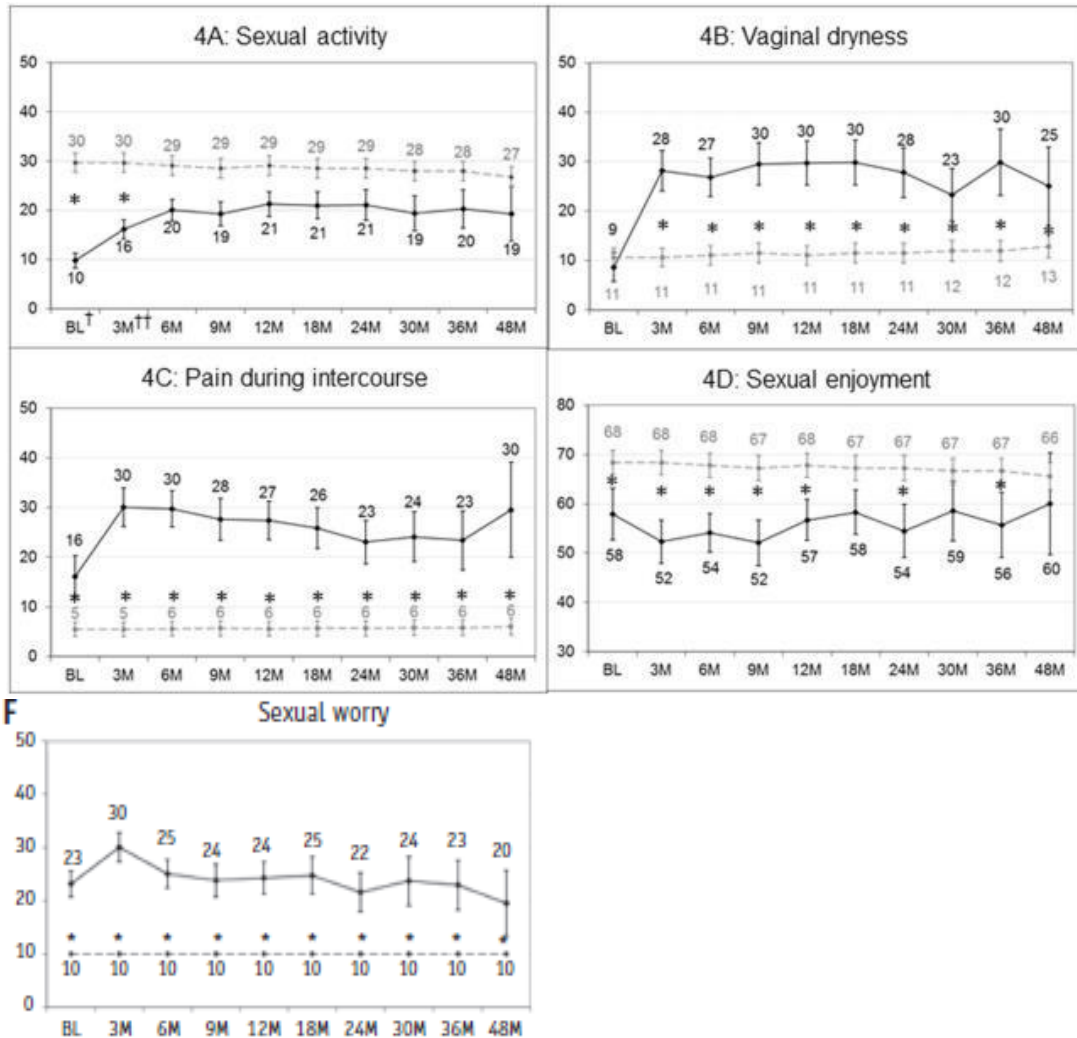 4A: Sexual activity
50
40
30
20
10
0
30 30 29 29 29 29 29 28 28 27
* *
10 16 20 19 21 21 21 19 20 19
BL† 3M†† 6M 9M 12M 18M 24M 30M 36M 48M
4B: Vaginal dryness
50
40
30
20
10
0
9 28 27 30 30 30 28 23 30 25
* * * * * * * * *
11 11 11 11 11 11 11 12 12 13
BL 3M 6M 9M 12M 18M 24M 30M 36M 48M
4C: Pain during intercourse
50
40
30
20
10
0
16 30 30 28 27 26 23 24 23 30
* * * * * * * * * *
5 5 6 6 6 6 6 6 6 6
BL 3M 6M 9M 12M 18M 24M 30M 36M 48M
4D: Sexual enjoyment
80
70
60
50
40
30
68 68 68 67 68 67 67 67 67 66
* * * * * * *
58 52 54 52 57 58 54 59 56 60
BL 3M 6M 9M 12M 18M 24M 30M 36M 48M
F
Sexual worry
50
40
30
20
10
0
23 30 25 24 24 25 22 24 23 20
* * * * * * * * * *
10 10 10 10 10 10 10 10 10 10
BL 3M 6M 9M 12M 18M 24M 30M 36M 48M